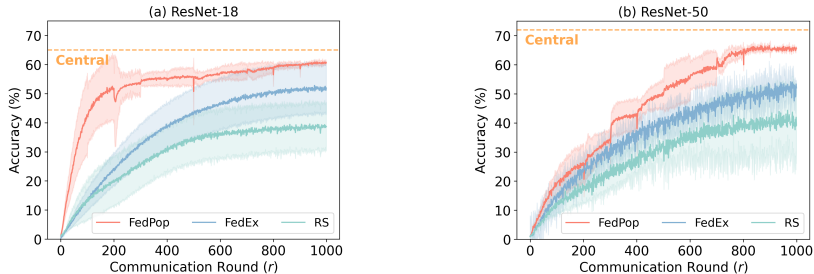 (a) ResNet-18
70
60
50
40
30
20
10
0
Accuracy (%)
Central
FedPop
FedEx
RS
0 200 400 600 800 1000
Communication Round (r)
(b) ResNet-50
70
60
50
40
30
20
10
0
Accuracy (%)
Central
FedPop
FedEx
RS
0 200 400 600 800 1000
Communication Round (r)